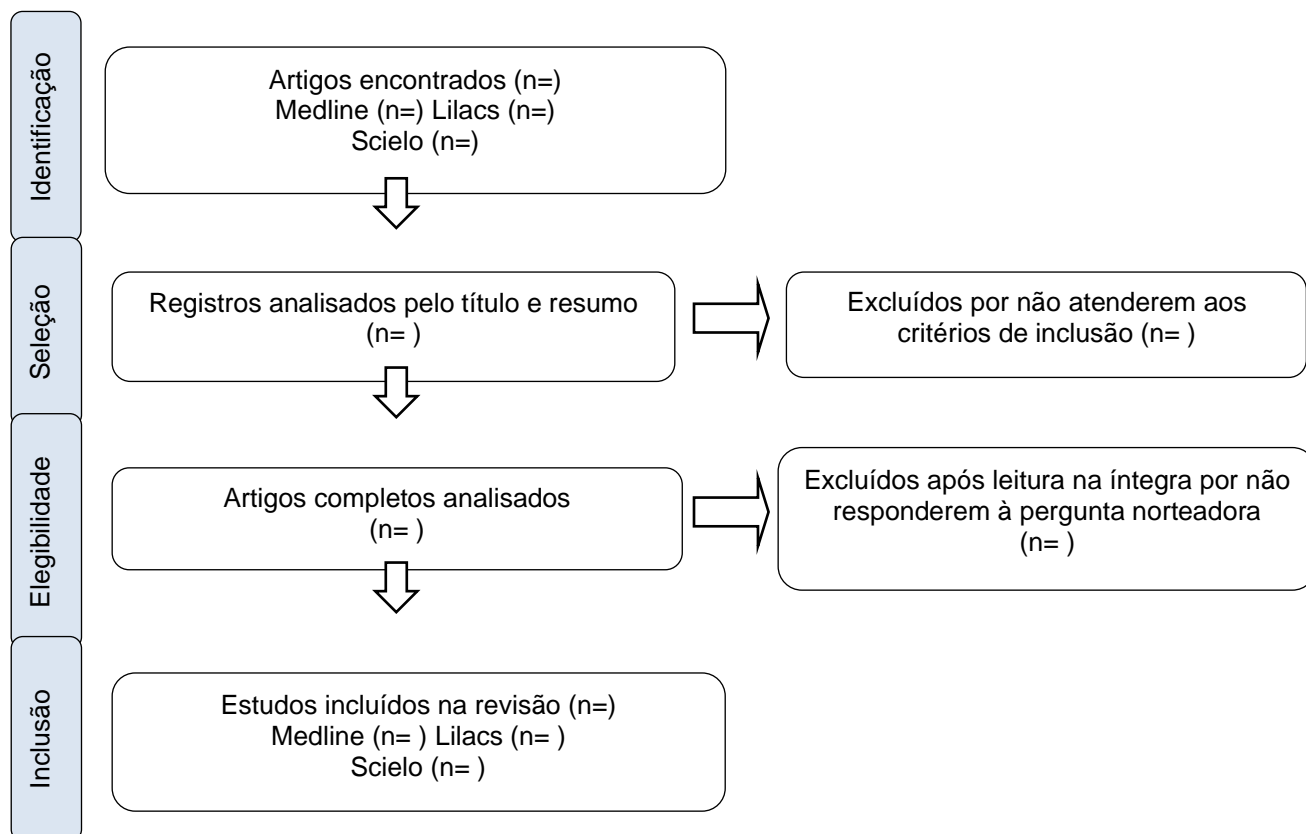 Identificação
Artigos encontrados (n=)
Medline (n=) Lilacs (n=)
Scielo (n=)
Seleção
Registros analisados pelo título e resumo
(n= )
Excluídos por não atenderem aos
critérios de inclusão (n= )
Elegibilidade
Artigos completos analisados
(n= )
Excluídos após leitura na íntegra por não
responderem à pergunta norteadora
(n= )
Inclusão
Estudos incluídos na revisão (n=)
Medline (n= ) Lilacs (n= )
Scielo (n= )